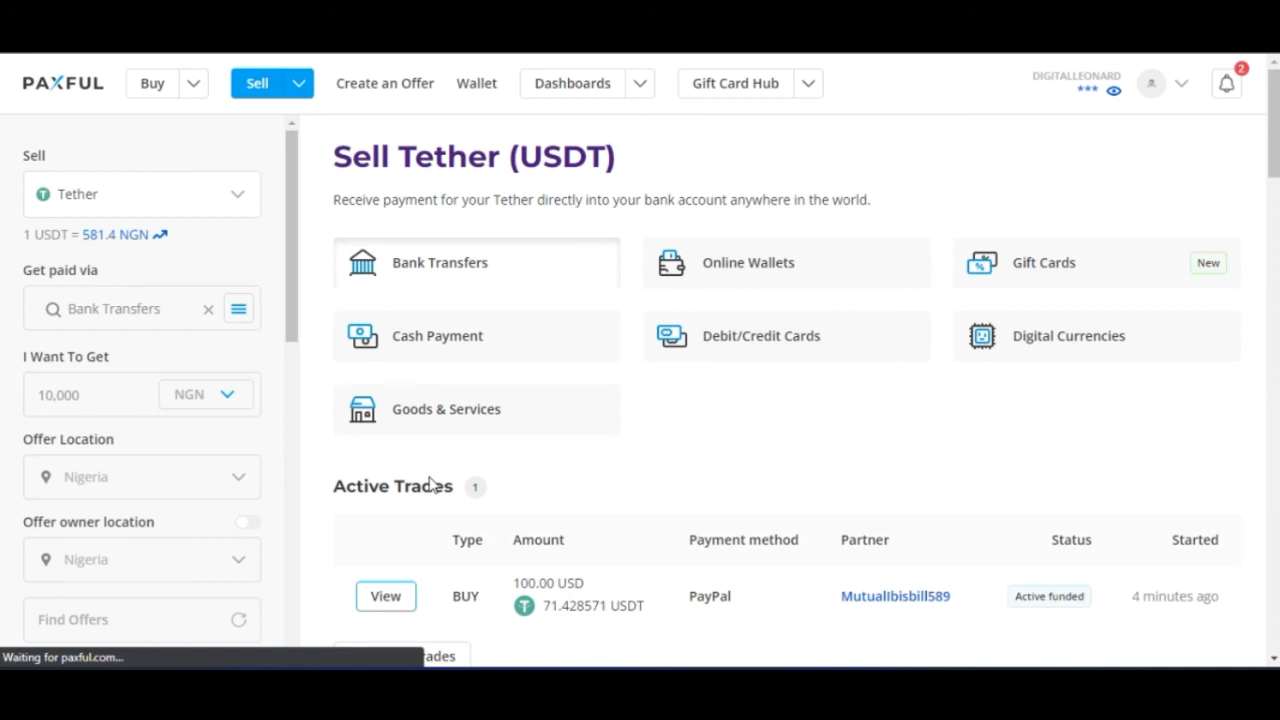 PAXFUL Buy Sell Create an Offer Wallet Dashboards Gift Card Hub DIGITALLEONARD 2
***
Sell
Tether
1 USDT = 581.4 NGN
Get paid via
Bank Transfers
I Want To Get
10,000 NGN
Offer Location
Nigeria
Offer owner location
Nigeria
Find Offers
Sell Tether (USDT)
Receive payment for your Tether directly into your bank account anywhere in the world.
Bank Transfers Online Wallets Gift Cards New
Cash Payment Debit/Credit Cards Digital Currencies
Goods & Services
Active Trades 1
Type Amount Payment method Partner Status Started
View BUY 100.00 USD PayPal MutualIbisbill589 Active funded 4 minutes ago
71.428571 USDT
Waiting for paxful.com...